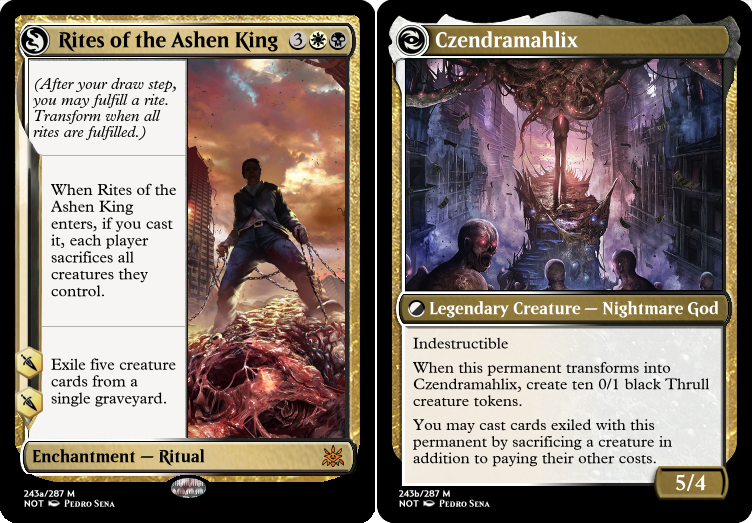 Rites of the Ashen King 3
(After your draw step,
you may fulfill a rite.
Transform when all
rites are fulfilled.)
When Rites of the
Ashen King
enters, if you cast
it, each player
sacrifices all
creatures they
control.
Exile five creature
cards from a
single graveyard.
Enchantment — Ritual
243a/287 M
NOT Pedro Sena
Czendramahlix
Legendary Creature — Nightmare God
Indestructible
When this permanent transforms into
Czendramahlix, create ten 0/1 black Thrull
creature tokens.
You may cast cards exiled with this
permanent by sacrificing a creature in
addition to paying their other costs.
5/4
243b/287 M
NOT Pedro Sena